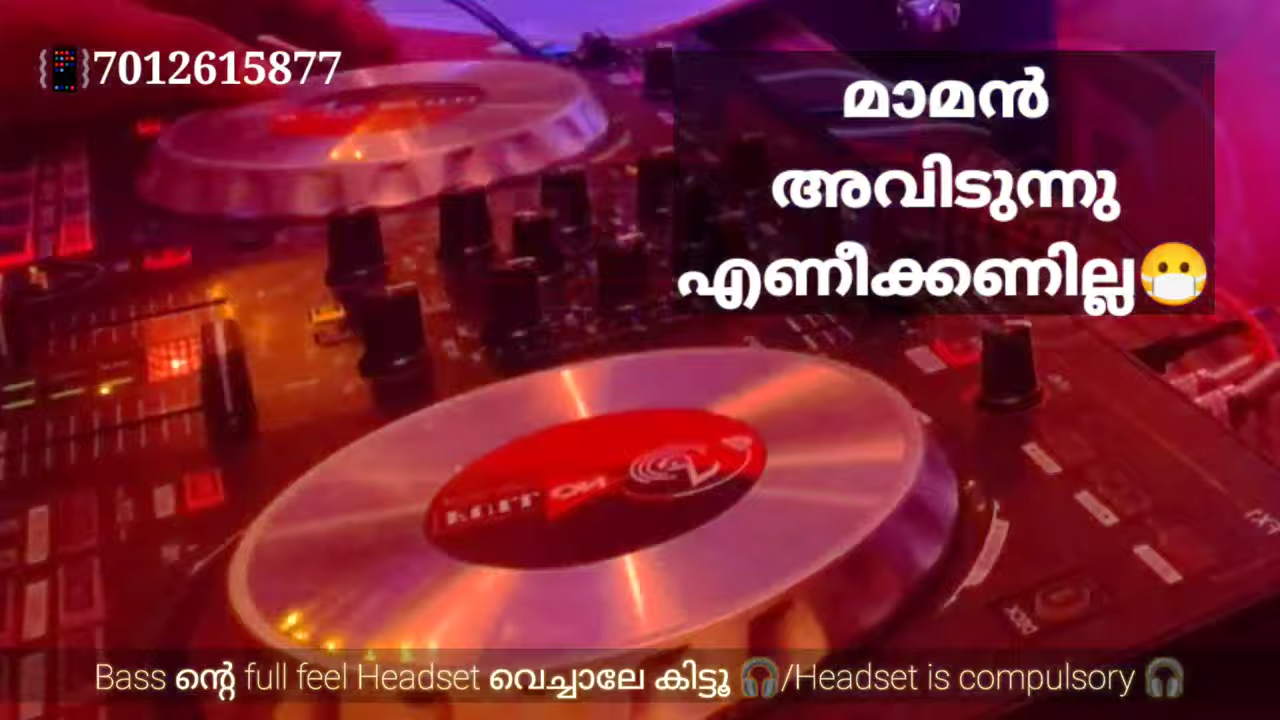 📳7012615877
മാമൻ
അവിടുന്നു
എണീക്കണില്ല😷
Bass ന്റെ full feel Headset വെച്ചാലേ കിട്ടൂ 🎧/Headset is compulsory 🎧